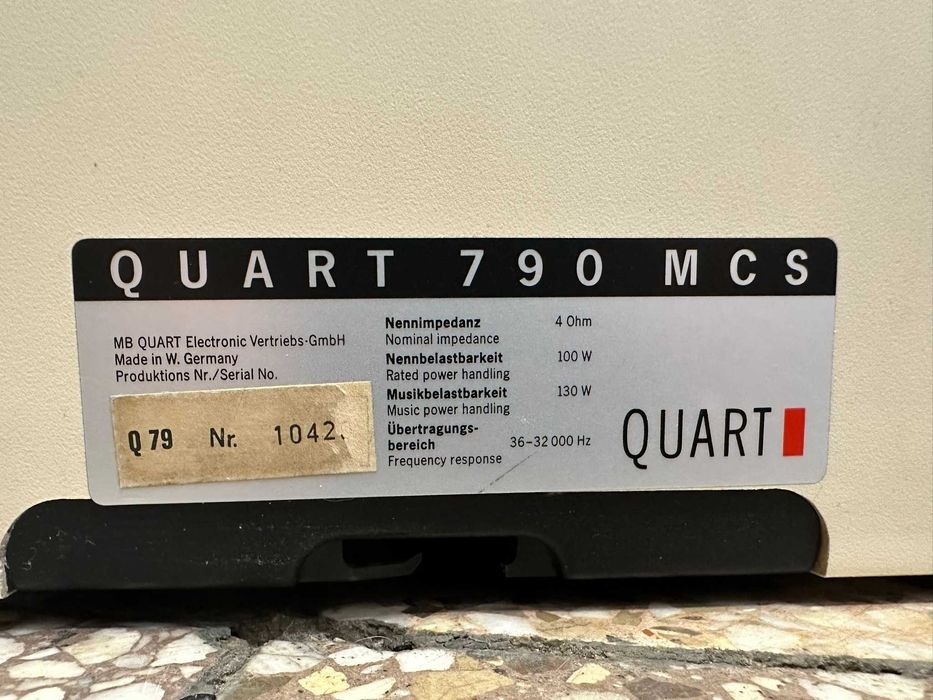 QUART 790 MCS
MB QUART Electronic Vertriebs-GmbH
Made in W. Germany
Produktions Nr./Serial No.
Q 79 Nr. 1042
Nennimpedanz 4 Ohm
Nominal impedance
Nennbelastbarkeit 100 W
Rated power handling
Musikbelastbarkeit 130 W
Music power handling
Übertragungs-
bereich 36–32 000 Hz
Frequency response
QUART